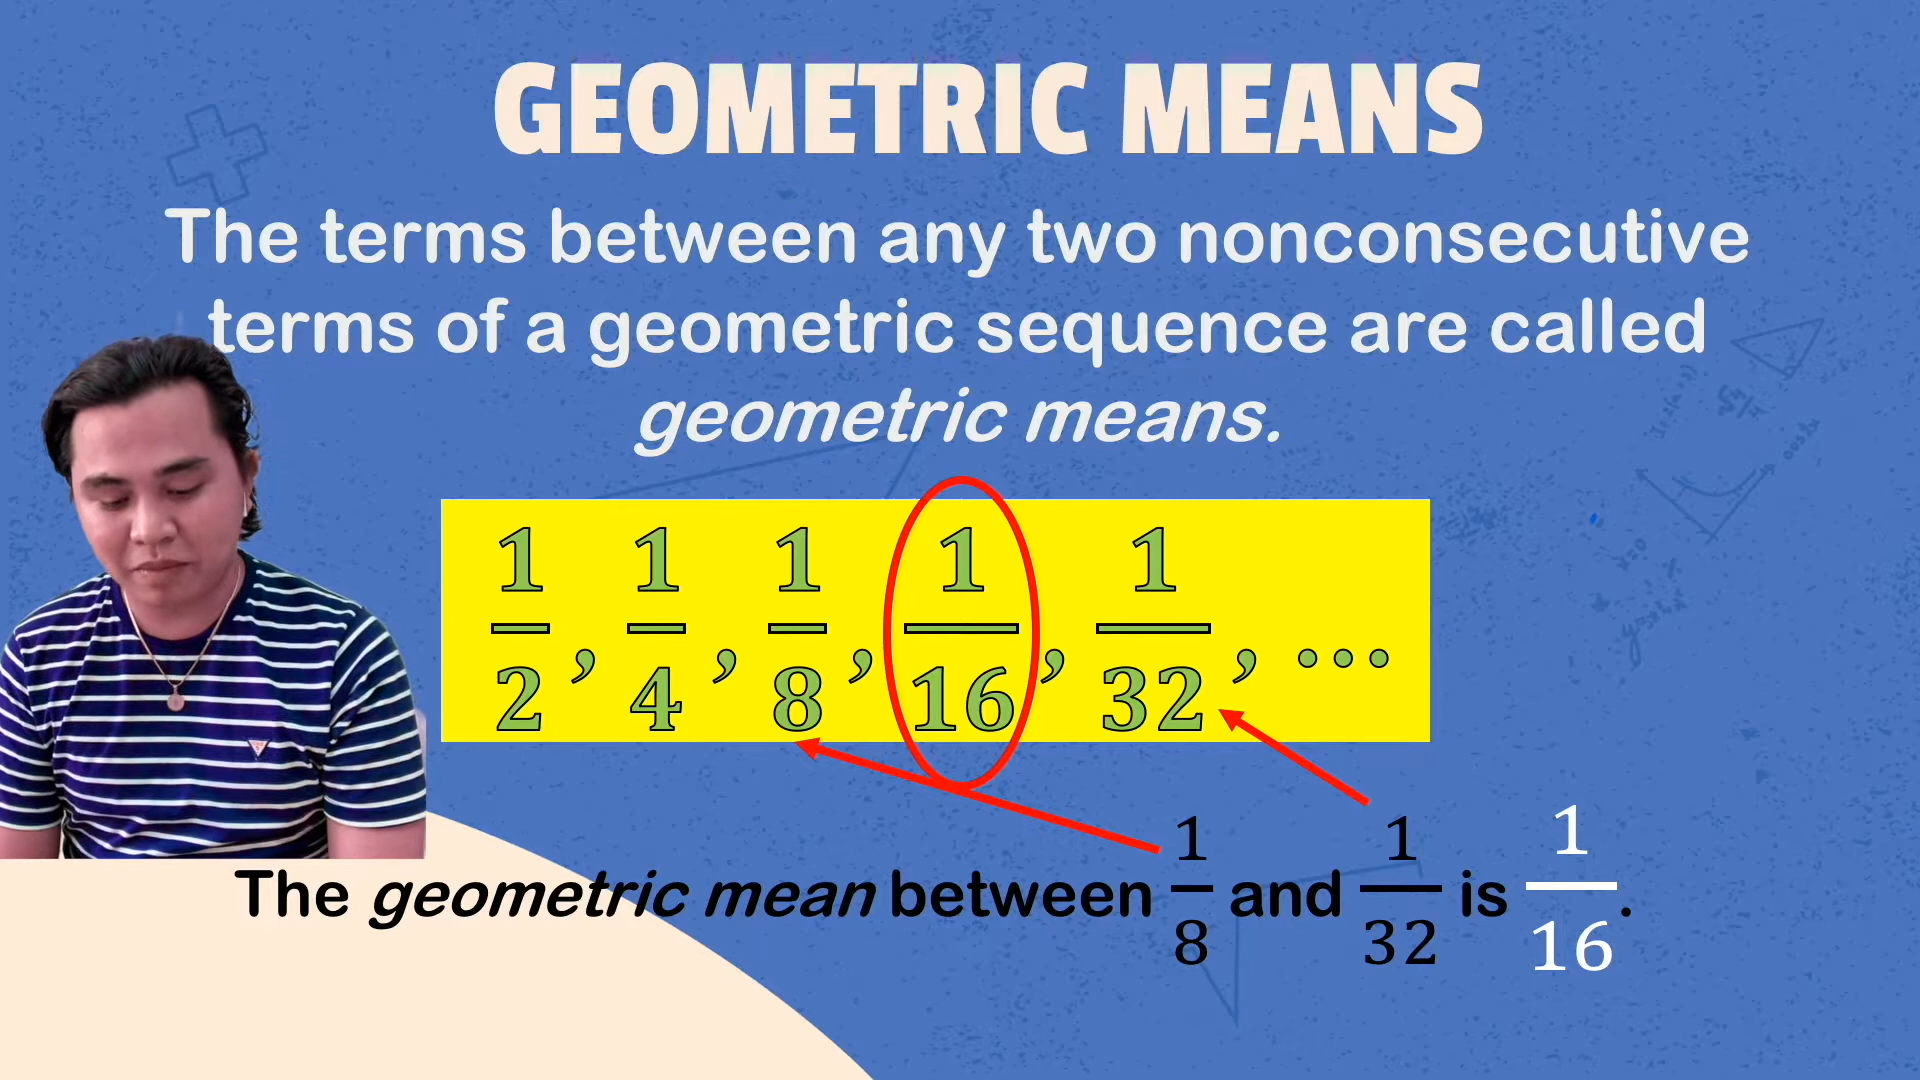 GEOMETRIC MEANS
The terms between any two nonconsecutive
terms of a geometric sequence are called
geometric means.
1/2, 1/4, 1/8, 1/16, 1/32, ...
The geometric mean between 1/8 and 1/32 is 1/16.